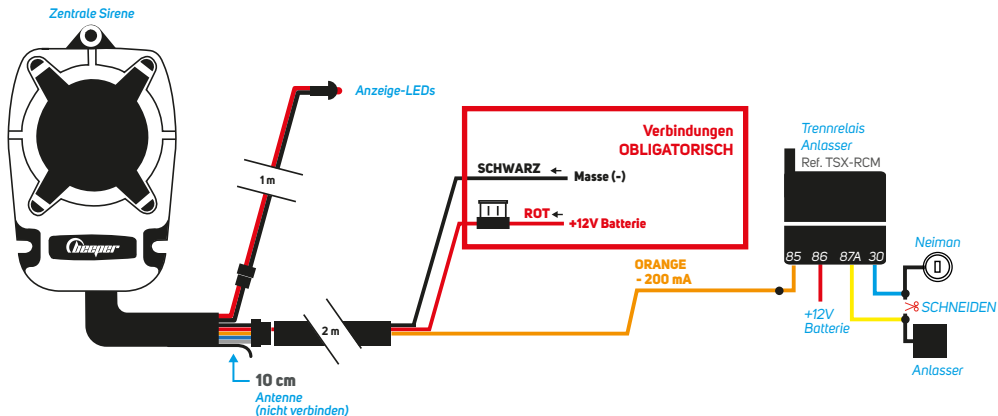 Zentrale Sirene
beeper
Anzeige-LEDs
1 m
Verbindungen
OBLIGATORISCH
SCHWARZ ←
Masse (-)
ROT ←
+12V Batterie
Trennrelais
Anlasser
Ref. TSX-RCM
85 86 87A 30
Neiman
ORANGE
- 200 mA
+12V
Batterie
SCHNEIDEN
Anlasser
2 m
10 cm
Antenne
(nicht verbinden)